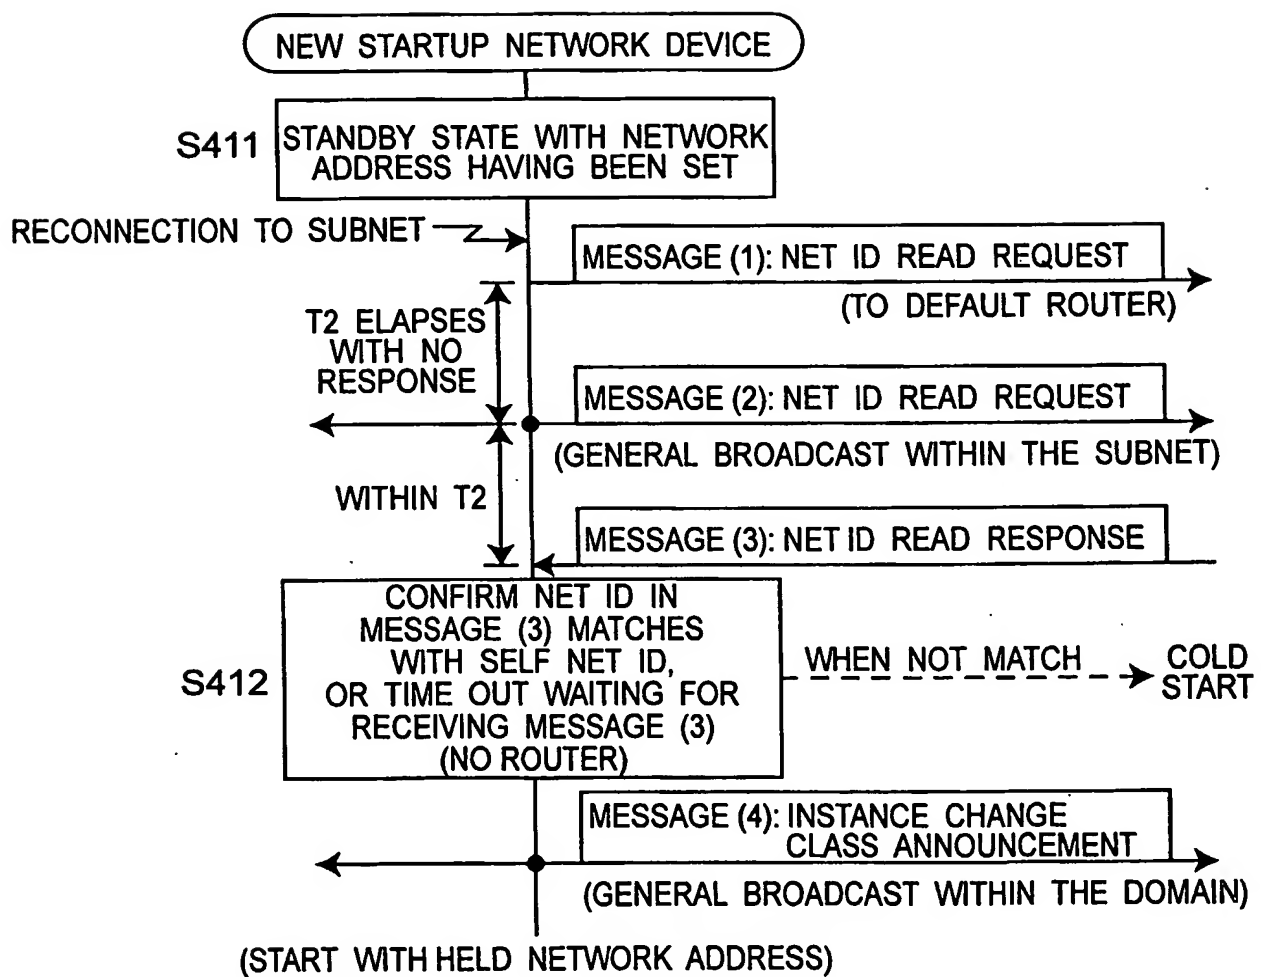 NEW STARTUP NETWORK DEVICE
S411
STANDBY STATE WITH NETWORK
ADDRESS HAVING BEEN SET
RECONNECTION TO SUBNET
MESSAGE (1): NET ID READ REQUEST
(TO DEFAULT ROUTER)
T2 ELAPSES
WITH NO
RESPONSE
MESSAGE (2): NET ID READ REQUEST
(GENERAL BROADCAST WITHIN THE SUBNET)
WITHIN T2
MESSAGE (3): NET ID READ RESPONSE
S412
CONFIRM NET ID IN
MESSAGE (3) MATCHES
WITH SELF NET ID,
OR TIME OUT WAITING FOR
RECEIVING MESSAGE (3)
(NO ROUTER)
WHEN NOT MATCH
COLD
START
MESSAGE (4): INSTANCE CHANGE
CLASS ANNOUNCEMENT
(GENERAL BROADCAST WITHIN THE DOMAIN)
(START WITH HELD NETWORK ADDRESS)